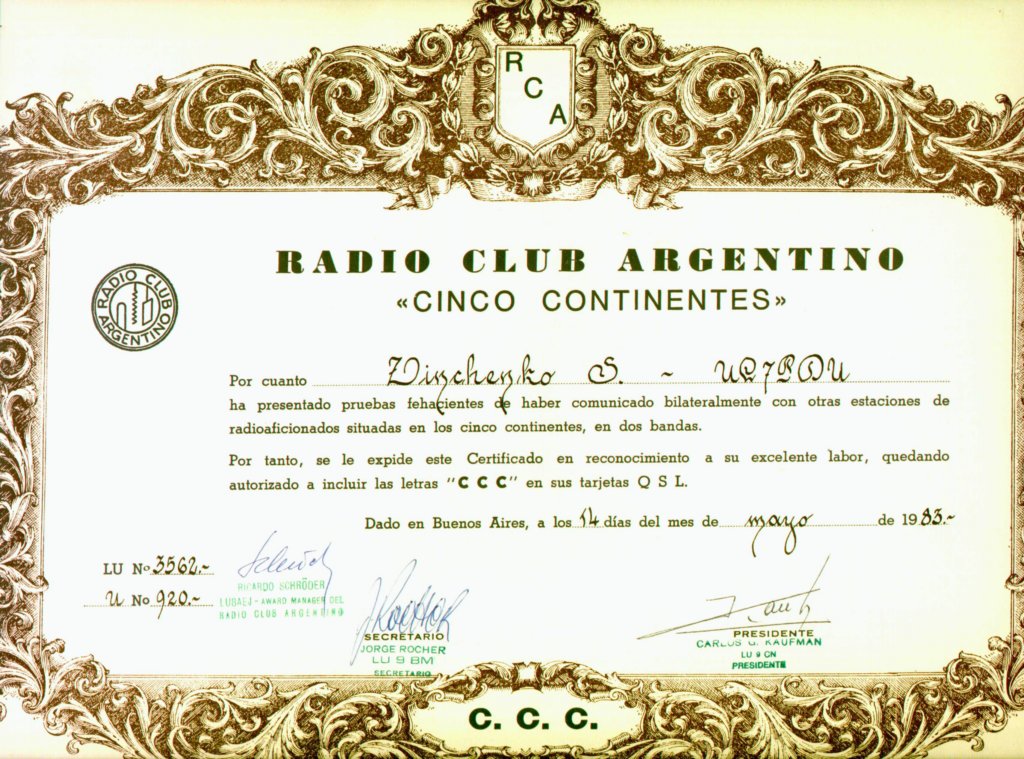 R
C
A
RADIO CLUB ARGENTINO
«CINCO CONTINENTES»
RADIO CLUB ARGENTINO
Por cuanto Zinchenko S. - UQ7PDU
ha presentado pruebas fehacientes de haber comunicado bilateralmente con otras estaciones de
radioaficionados situadas en los cinco continentes, en dos bandas.
Por tanto, se le expide este Certificado en reconocimiento a su excelente labor, quedando
autorizado a incluir las letras "C C C" en sus tarjetas Q S L.
Dado en Buenos Aires, a los 14 días del mes de mayo de 1983.-
LU No 3562.-
U No 920.-
RICARDO SCHRÖDER
AWARD MANAGER DEL
RADIO CLUB ARGENTINO
SECRETARIO
JORGE ROCHER
LU 9 BM
SECRETARIO
PRESIDENTE
CARLOS G. KAUFMAN
LU 9 CN
PRESIDENTE
C. C. C.